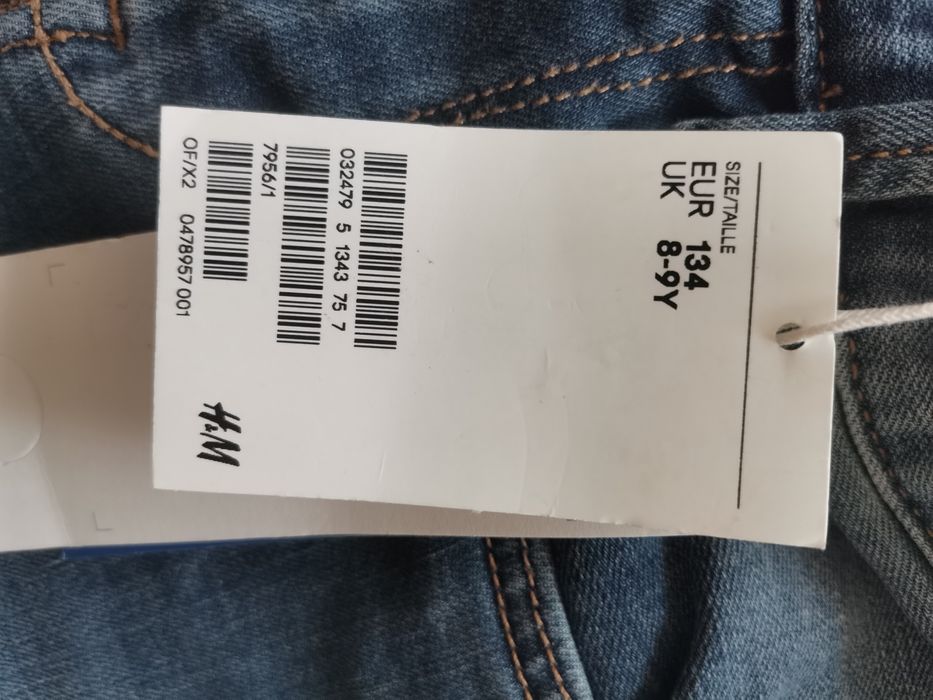 SIZE/TAILLE
EUR 134
UK 8-9Y
032479 5 1343 75 7
7956/1
OF/X2 0478957 001
H&M